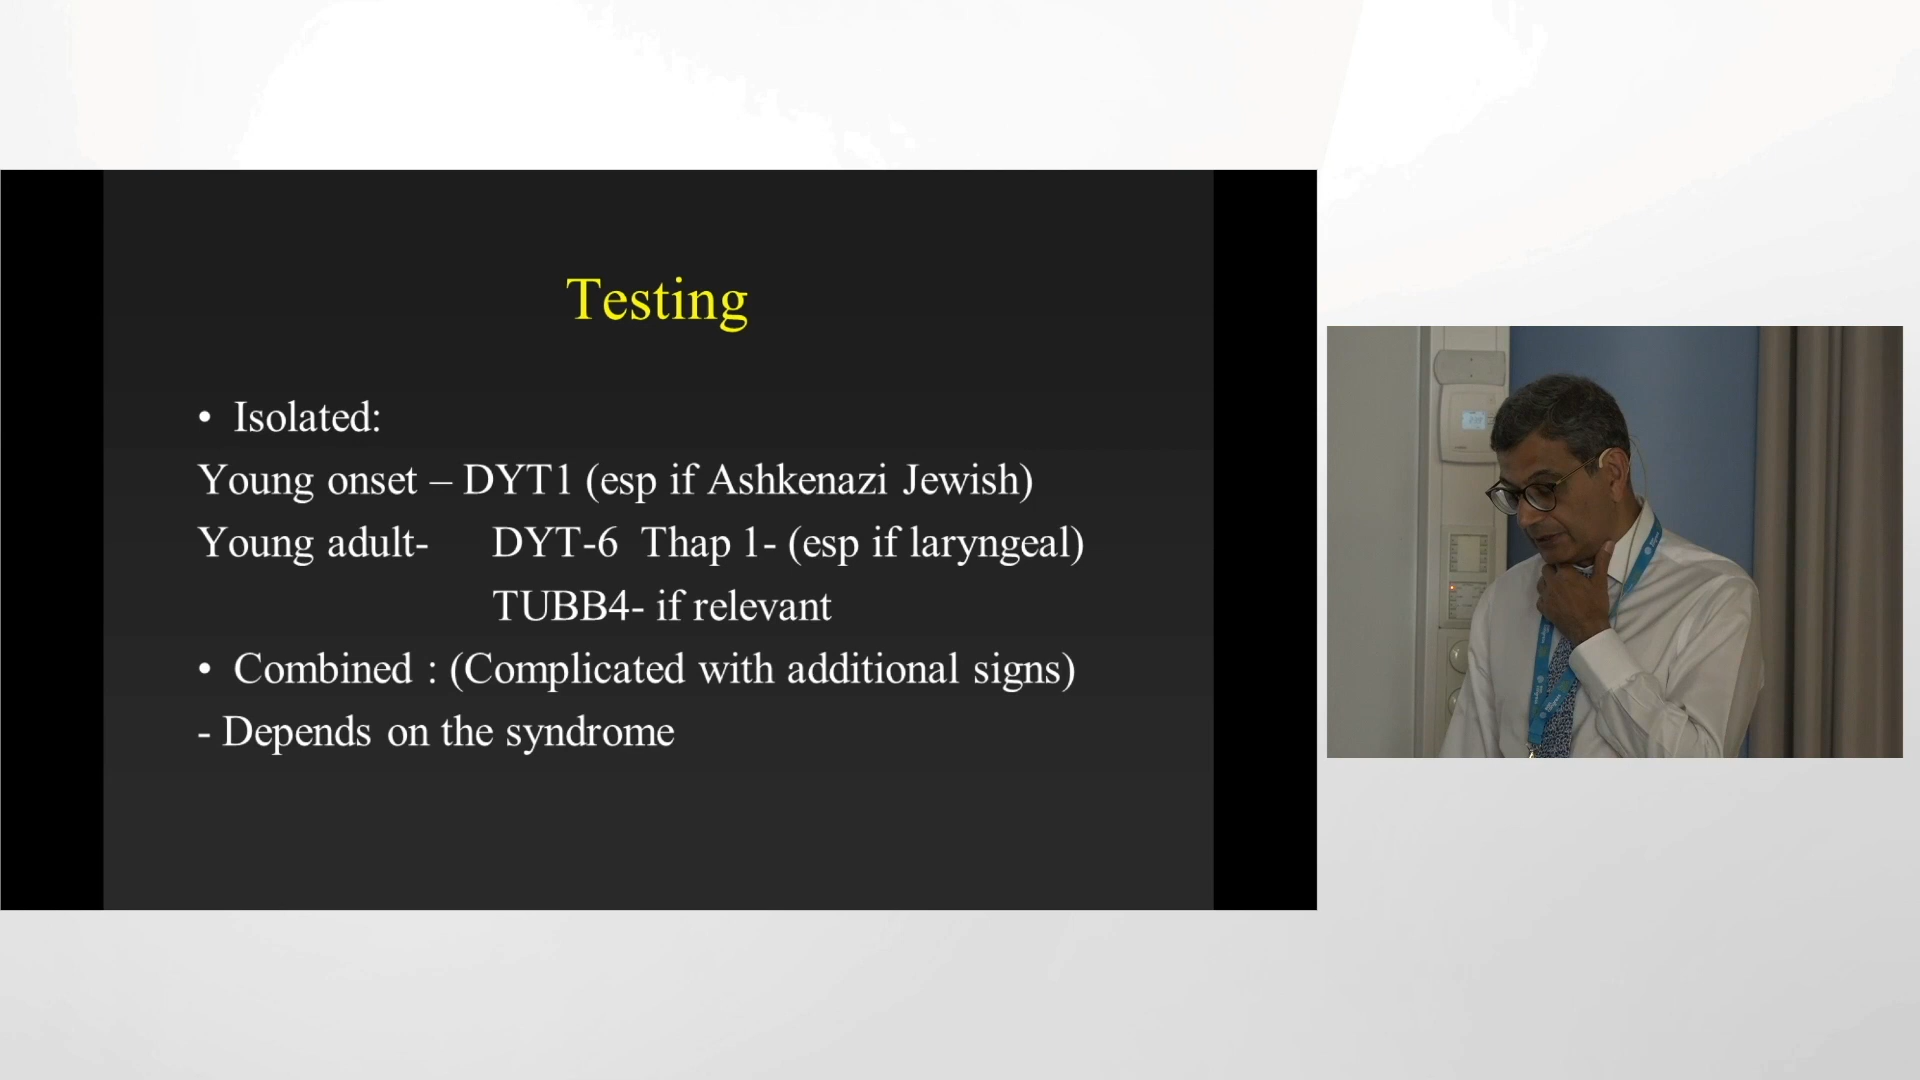 Testing
• Isolated:
Young onset – DYT1 (esp if Ashkenazi Jewish)
Young adult- DYT-6 Thap 1- (esp if laryngeal)
TUBB4- if relevant
• Combined : (Complicated with additional signs)
- Depends on the syndrome